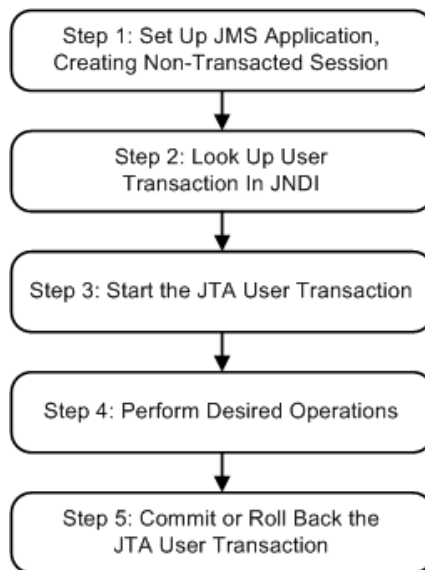 Step 1: Set Up JMS Application,
Creating Non-Transacted Session
Step 2: Look Up User
Transaction In JNDI
Step 3: Start the JTA User Transaction
Step 4: Perform Desired Operations
Step 5: Commit or Roll Back the
JTA User Transaction